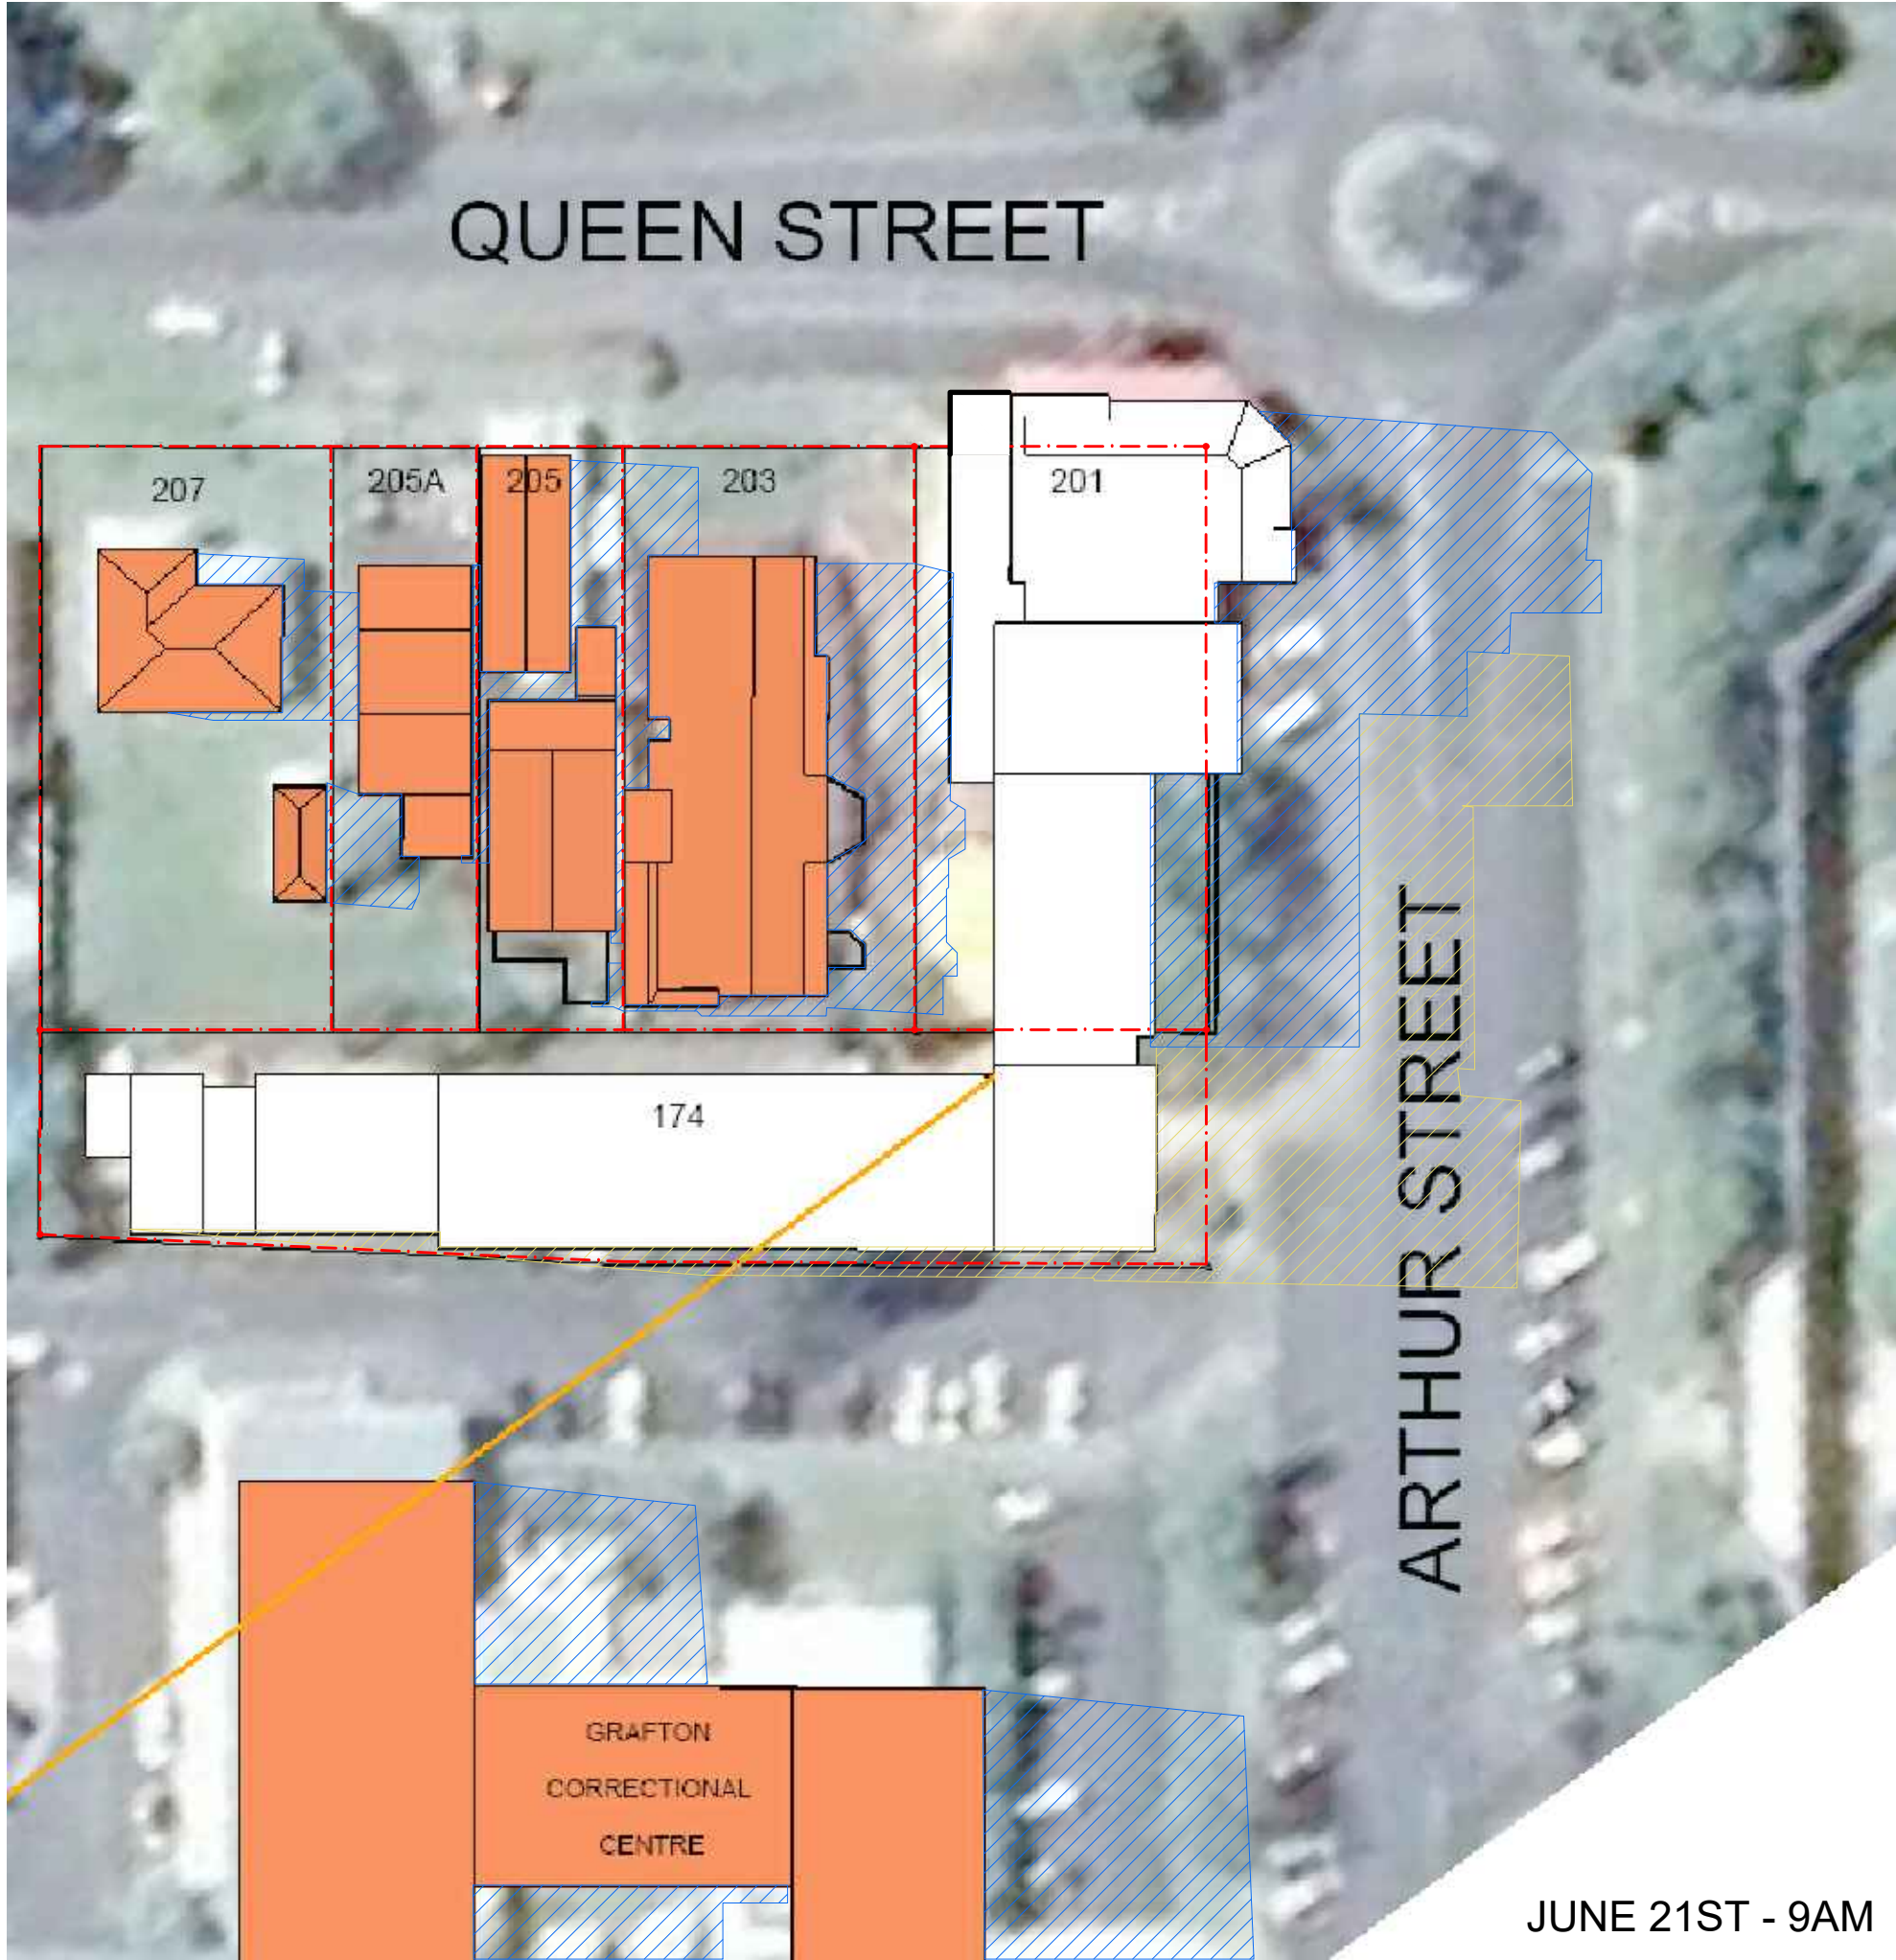 QUEEN STREET
207
205A
205
203
201
174
ARTHUR STREET
GRAFTON
CORRECTIONAL
CENTRE
JUNE 21ST - 9AM